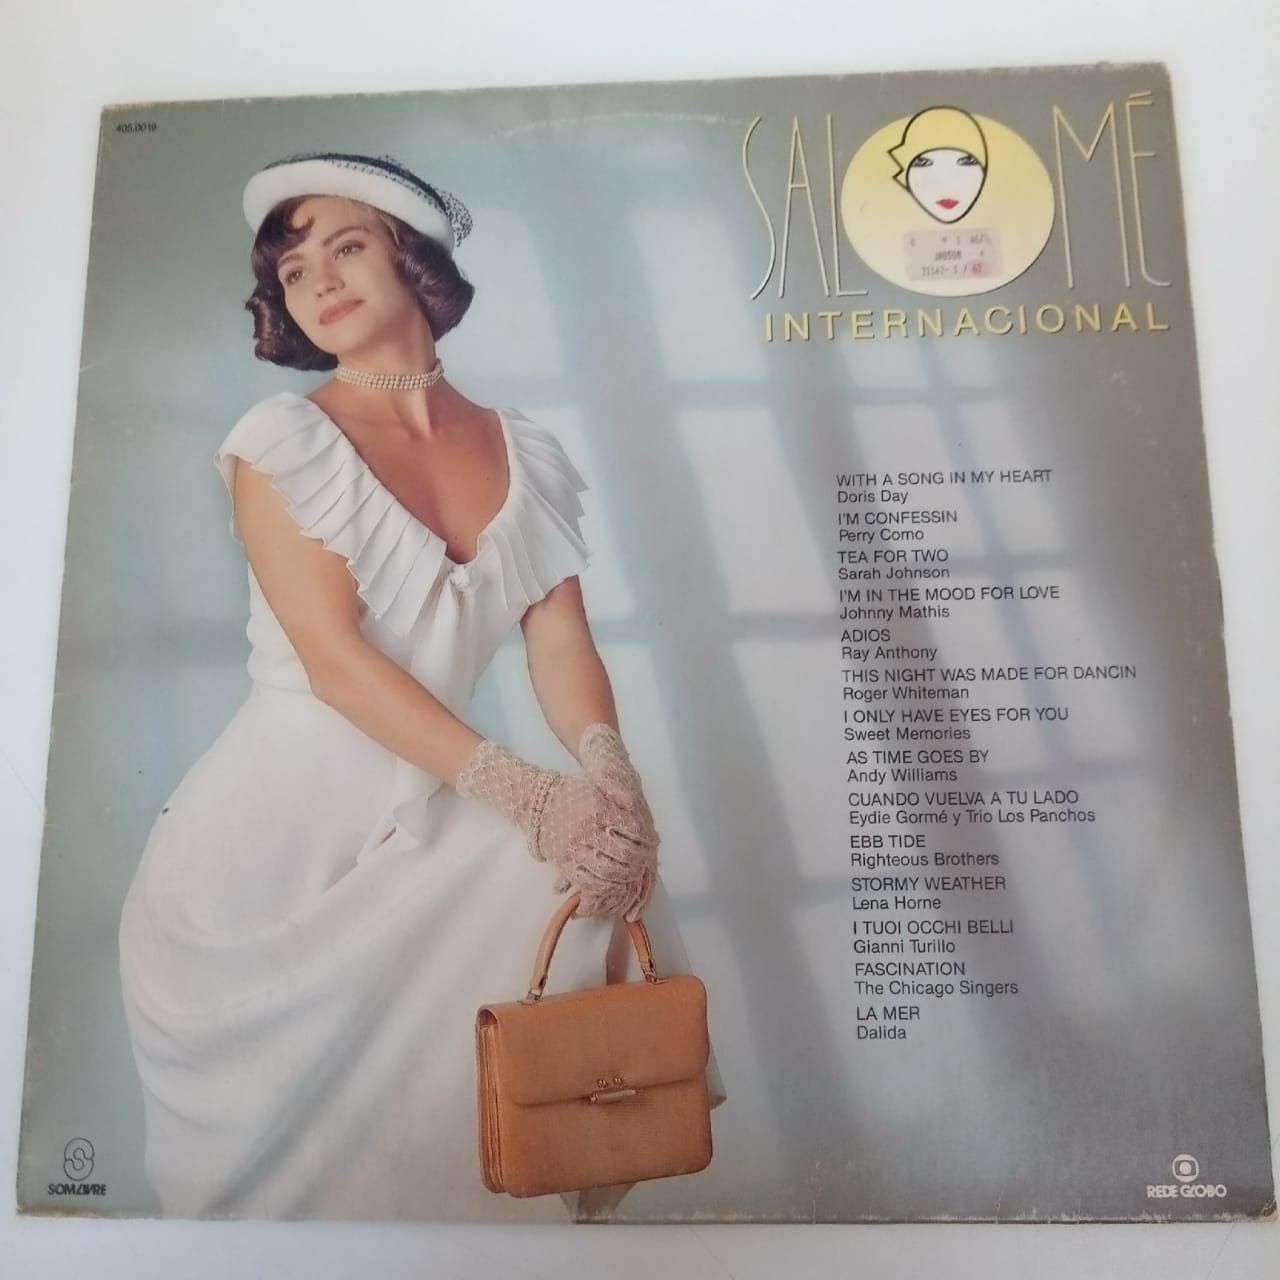 405.0019
SALOMÉ
INTERNACIONAL
WITH A SONG IN MY HEART
Doris Day
I'M CONFESSIN
Perry Como
TEA FOR TWO
Sarah Johnson
I'M IN THE MOOD FOR LOVE
Johnny Mathis
ADIOS
Ray Anthony
THIS NIGHT WAS MADE FOR DANCIN
Roger Whiteman
I ONLY HAVE EYES FOR YOU
Sweet Memories
AS TIME GOES BY
Andy Williams
CUANDO VUELVA A TU LADO
Eydie Gormé y Trio Los Panchos
EBB TIDE
Righteous Brothers
STORMY WEATHER
Lena Horne
I TUOI OCCHI BELLI
Gianni Turillo
FASCINATION
The Chicago Singers
LA MER
Dalida
SOM LIVRE
REDE GLOBO